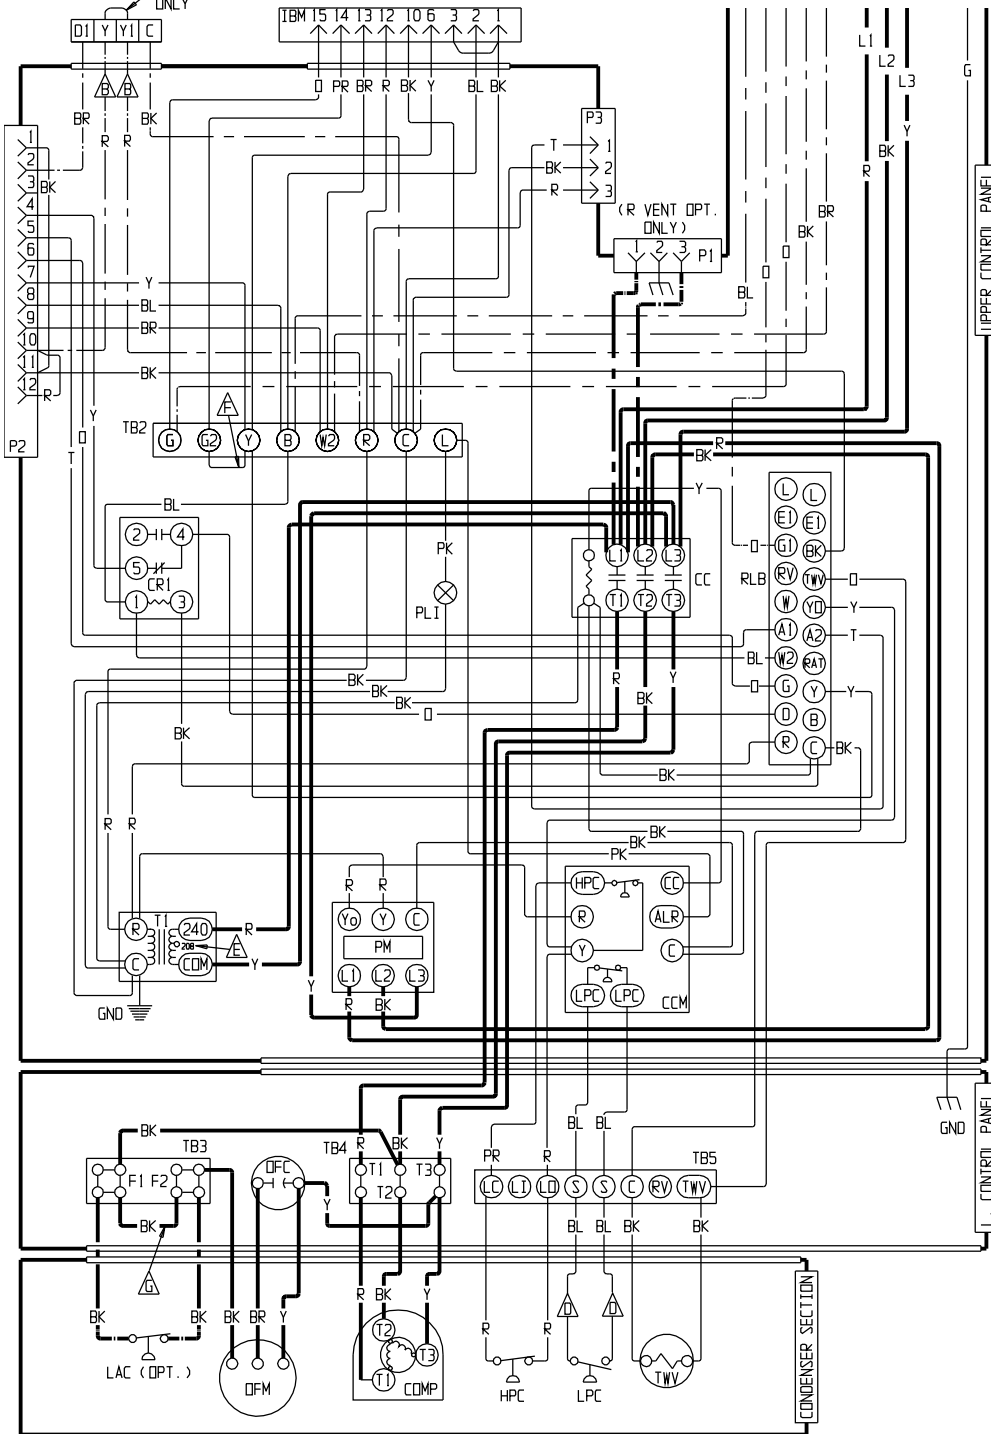 ONLY
D1 Y Y1 C
IBM 15 14 13 12 10 6 3 2 1
B B
O PR BR R BK Y BL BK
BR R R BK
L1
L2
L3
G
Y
BK
R
P3
T 1
BK 2
R 3
1
2
3
4
5
6
7
8
9
10
11
12
BK
R
P2
(R VENT OPT.
ONLY)
1 2 3 P1
BR
BK
O
O
BL
UPPER CONTROL PANEL
Y
BL
BR
BK
Y
O
T
F
TB2
G G2 Y B W2 R C L
R
BK
Y
BL
2 4
5
CR1
1 3
PK
PLI
L1 L2 L3
CC
T1 T2 T3
R BK Y
RLB
L L
E1 E1
O G1 BK
RV TWV O
W YO Y
A1 A2 T
BL W2 RAT
O G Y Y
O B
R C BK
BK
BK
BK
O
BK
BK
BK
BK
PK
R R
T1
R 240 R
208 E
C COM Y
GND
R R
Yo Y C
PM
L1 L2 L3
Y R BK
HPC CC
R ALR
Y C
LPC LPC
CCM
GND
CONTROL PANEL
BK
TB3
F1 F2
BK
G
OFC
Y
TB4
R BK Y
T1 T3
T2
PR R BL BL
TB5
LC LI LO S S C RV TWV
BL BL BK BK
D D
BK BK BK BR Y
LAC (OPT.)
OFM
R BK Y
T2
T3
T1
COMP
R R
HPC
LPC
TWV
CONDENSER SECTION